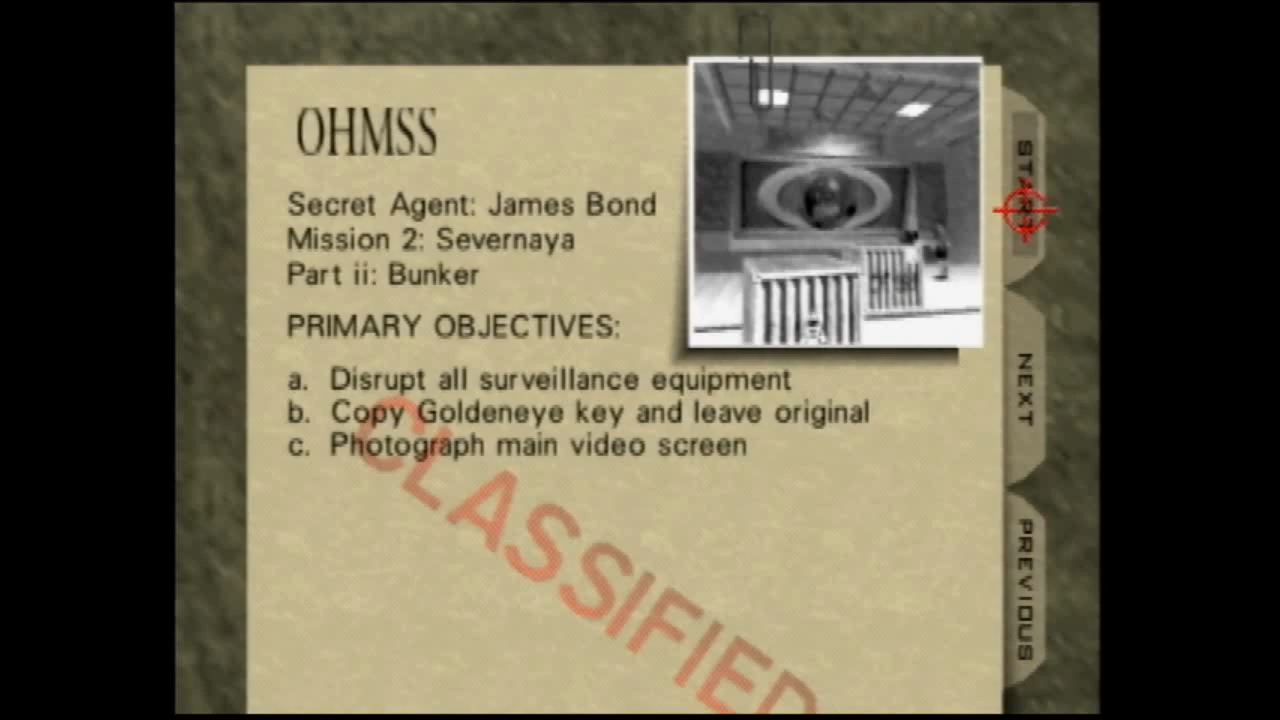 OHMSS
Secret Agent: James Bond
Mission 2: Severnaya
Part ii: Bunker
PRIMARY OBJECTIVES:
a. Disrupt all surveillance equipment
b. Copy Goldeneye key and leave original
c. Photograph main video screen
CLASSIFIED
START
NEXT
PREVIOUS